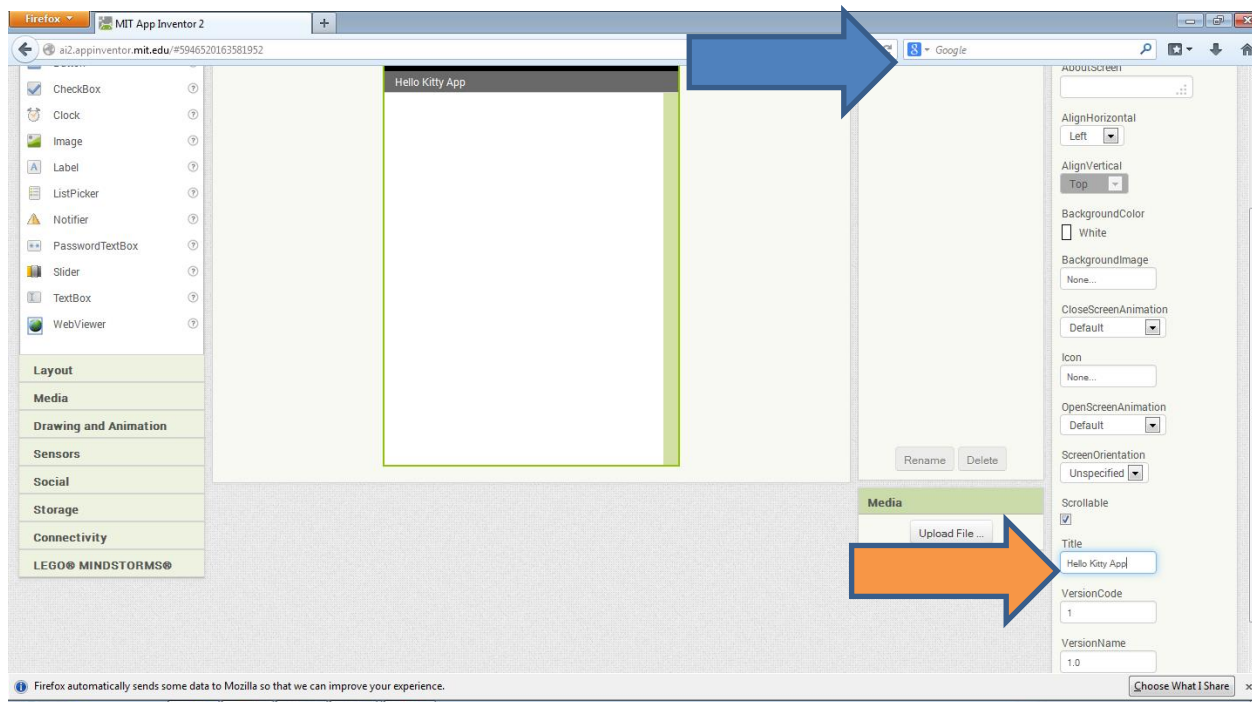 Firefox
MIT App Inventor 2
+
ai2.appinventor.mit.edu/#5946520163581952
8
Google
CheckBox
Clock
Image
A Label
ListPicker
Notifier
PasswordTextBox
Slider
TextBox
WebViewer
Layout
Media
Drawing and Animation
Sensors
Social
Storage
Connectivity
LEGO® MINDSTORMS®
Hello Kitty App
Rename Delete
Media
Upload File ...
AboutScreen
AlignHorizontal
Left
AlignVertical
Top
BackgroundColor
White
BackgroundImage
None...
CloseScreenAnimation
Default
Icon
None...
OpenScreenAnimation
Default
ScreenOrientation
Unspecified
Scrollable
Title
Hello Kitty App
VersionCode
1
VersionName
1.0
Firefox automatically sends some data to Mozilla so that we can improve your experience.
Choose What I Share
x